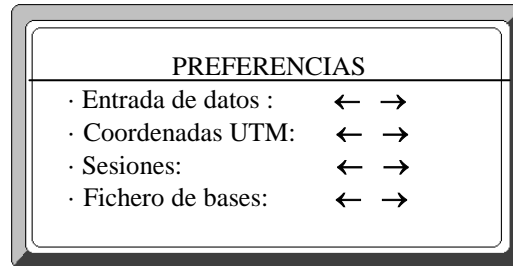 PREFERENCIAS
· Entrada de datos : ← →
· Coordenadas UTM: ← →
· Sesiones: ← →
· Fichero de bases: ← →